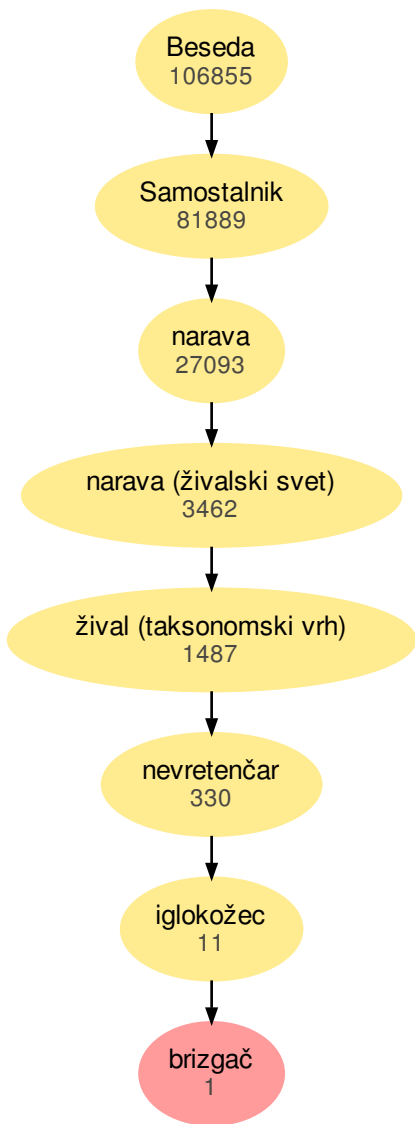 Beseda
106855
Samostalnik
81889
narava
27093
narava (živalski svet)
3462
žival (taksonomski vrh)
1487
nevretenčar
330
iglokožec
11
brizgač
1